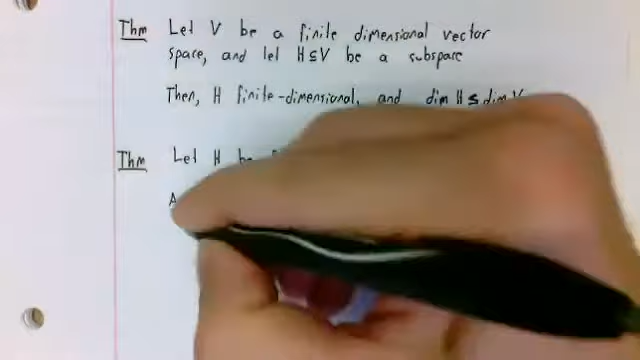 Thm Let V be a finite dimensional vector
space, and let H ⊆ V be a subspace
Then, H finite-dimensional, and dim H ≤ dim V
Thm Let H be
A